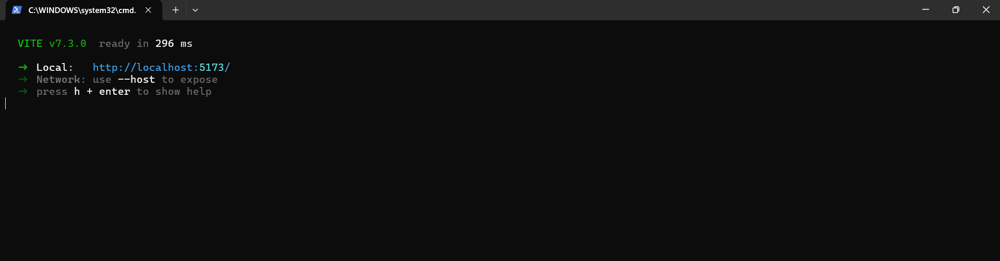 C:\WINDOWS\system32\cmd.
VITE v7.3.0  ready in 296 ms
➜  Local:   http://localhost:5173/
➜  Network: use --host to expose
➜  press h + enter to show help